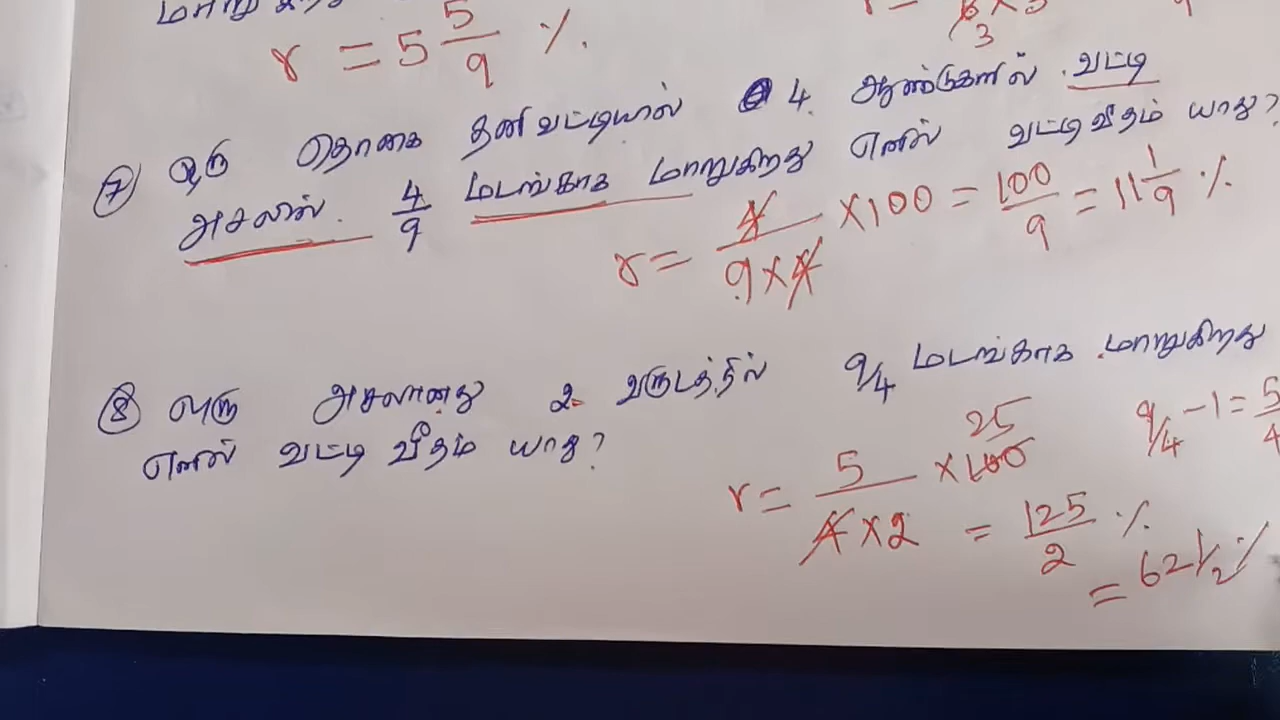 r = 5 5/9 %.
7) ஒரு தொகை தனிவட்டியால் 4 ஆண்டுகளில் வட்டி
அசலில் 4/9 மடங்காக மாறுகிறது எனில் வட்டிவீதம் யாது?
r = 4/(9×4) ×100 = 100/9 = 11 1/9 %
8) ஒரு அசலானது 2 வருடத்தில் 9/4 மடங்காக மாறுகிறது
எனில் வட்டி வீதம் யாது?
9/4 - 1 = 5/4
r = 5/(4×2) ×100 25 = 125/2 %
= 62 1/2 %